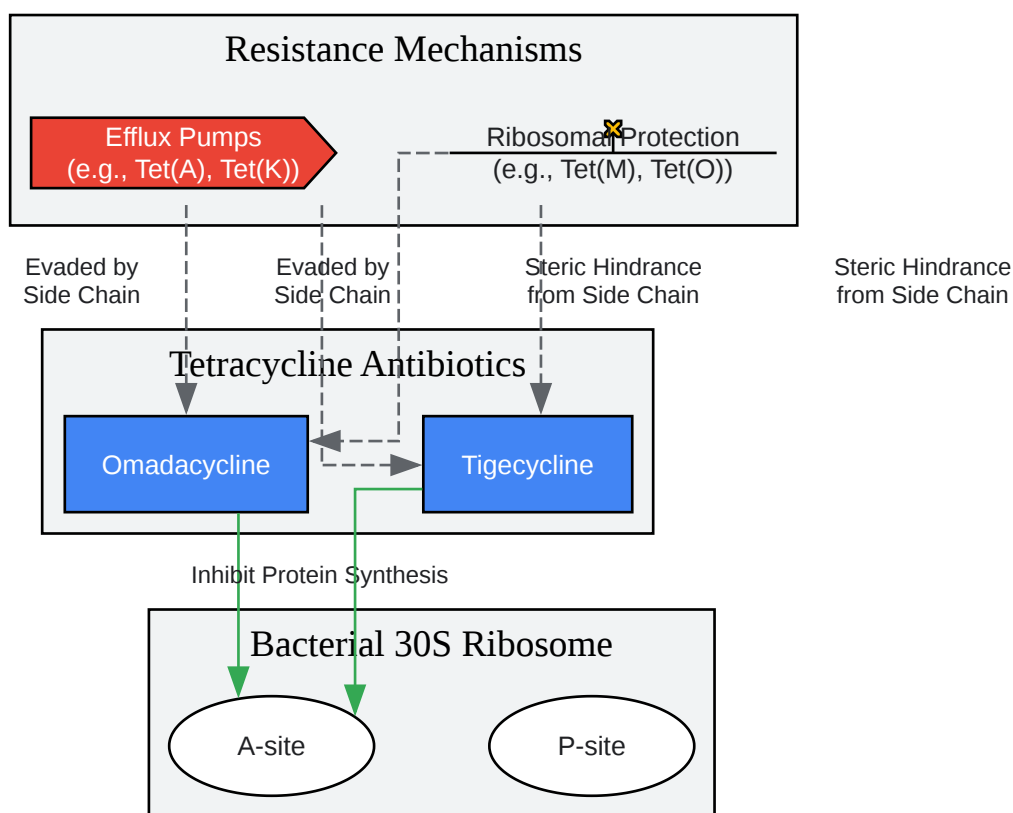 Resistance Mechanisms
Efflux Pumps
(e.g., Tet(A), Tet(K))
Ribosomal Protection
(e.g., Tet(M), Tet(O))
Evaded by
Side Chain
Evaded by
Side Chain
Steric Hindrance
from Side Chain
Steric Hindrance
from Side Chain
Tetracycline Antibiotics
Omadacycline
Tigecycline
Inhibit Protein Synthesis
Bacterial 30S Ribosome
A-site
P-site